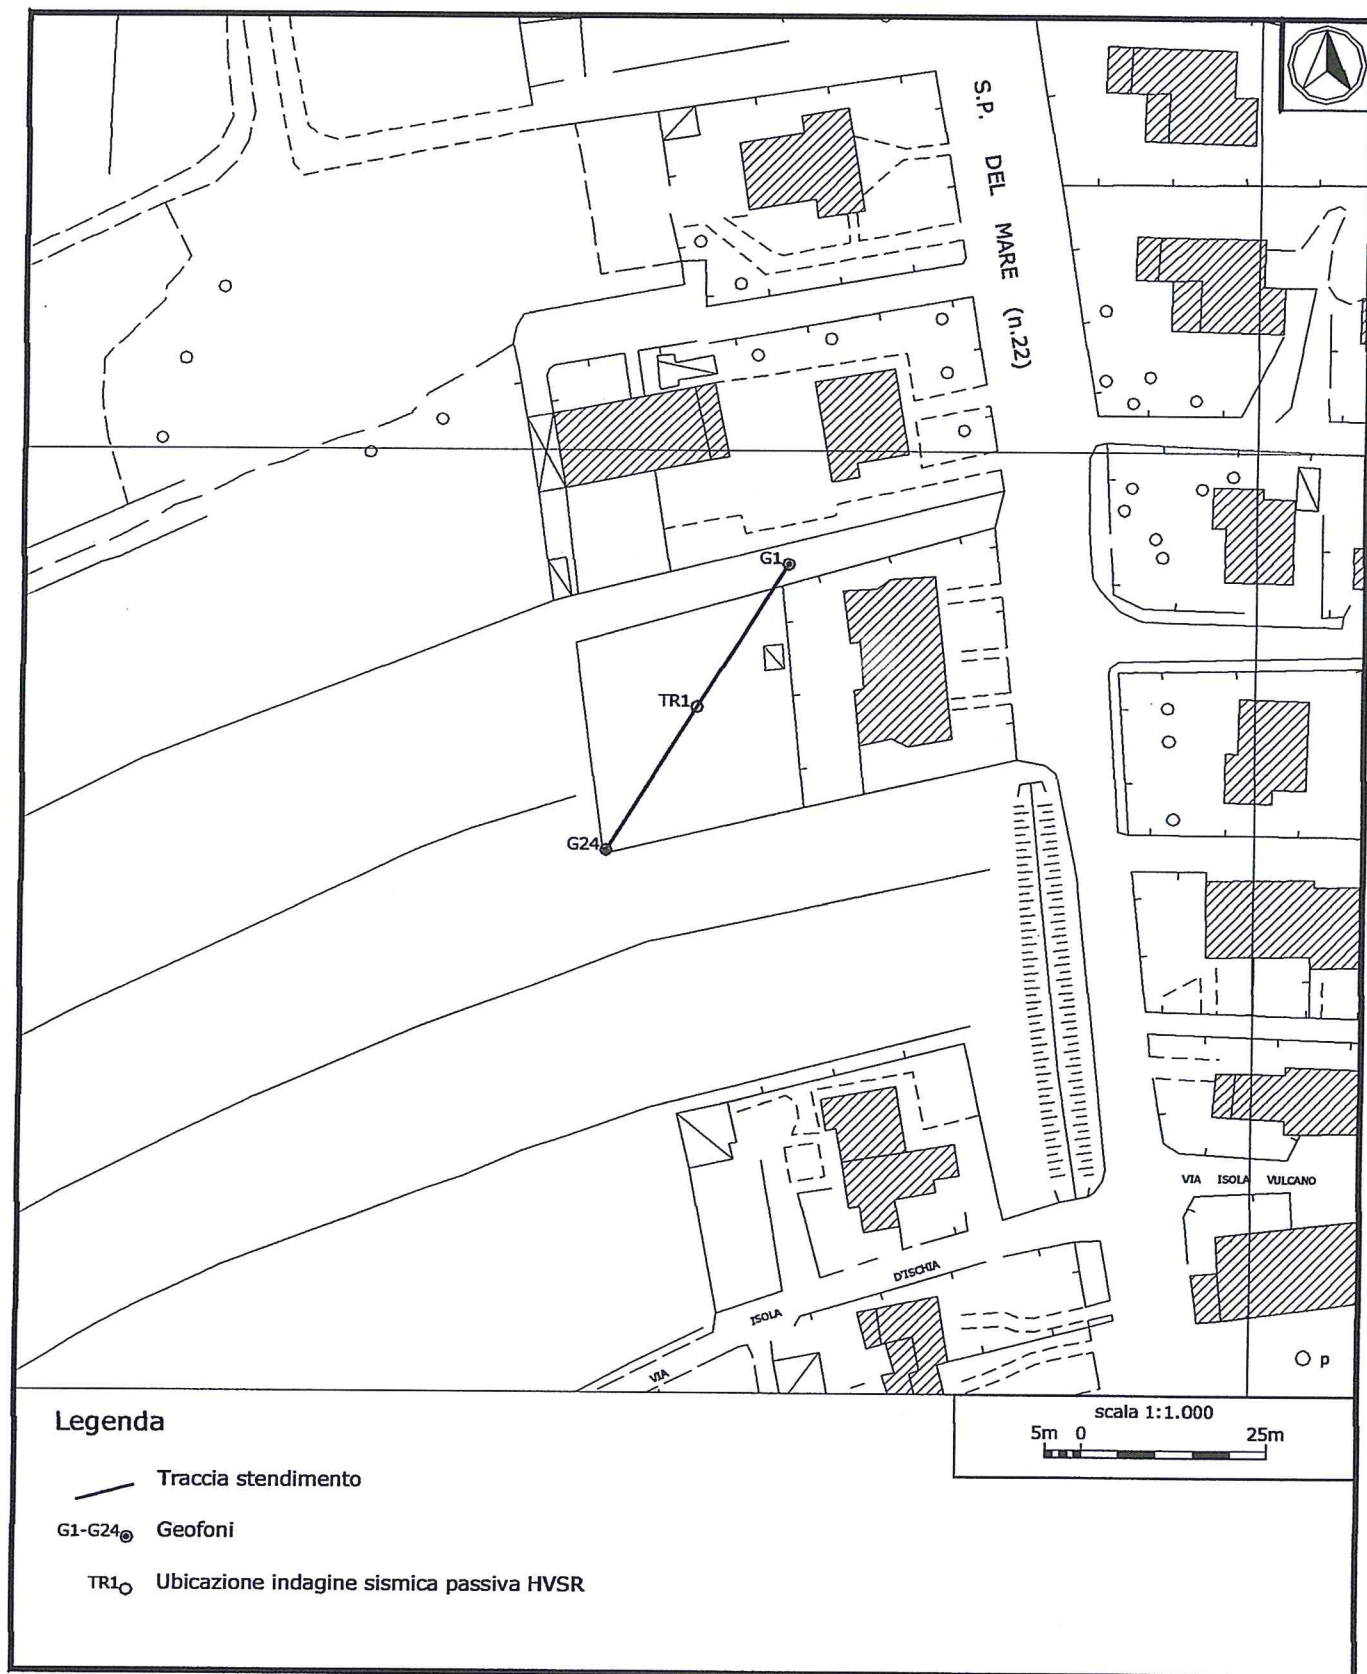 S.P. DEL MARE (n.22)
G1
TR1
G24
VIA ISOLA VULCANO
VIA ISOLA D'ISCHIA
p
Legenda
Traccia stendimento
G1-G24 Geofoni
TR1 Ubicazione indagine sismica passiva HVSR
scala 1:1.000
5m 0 25m